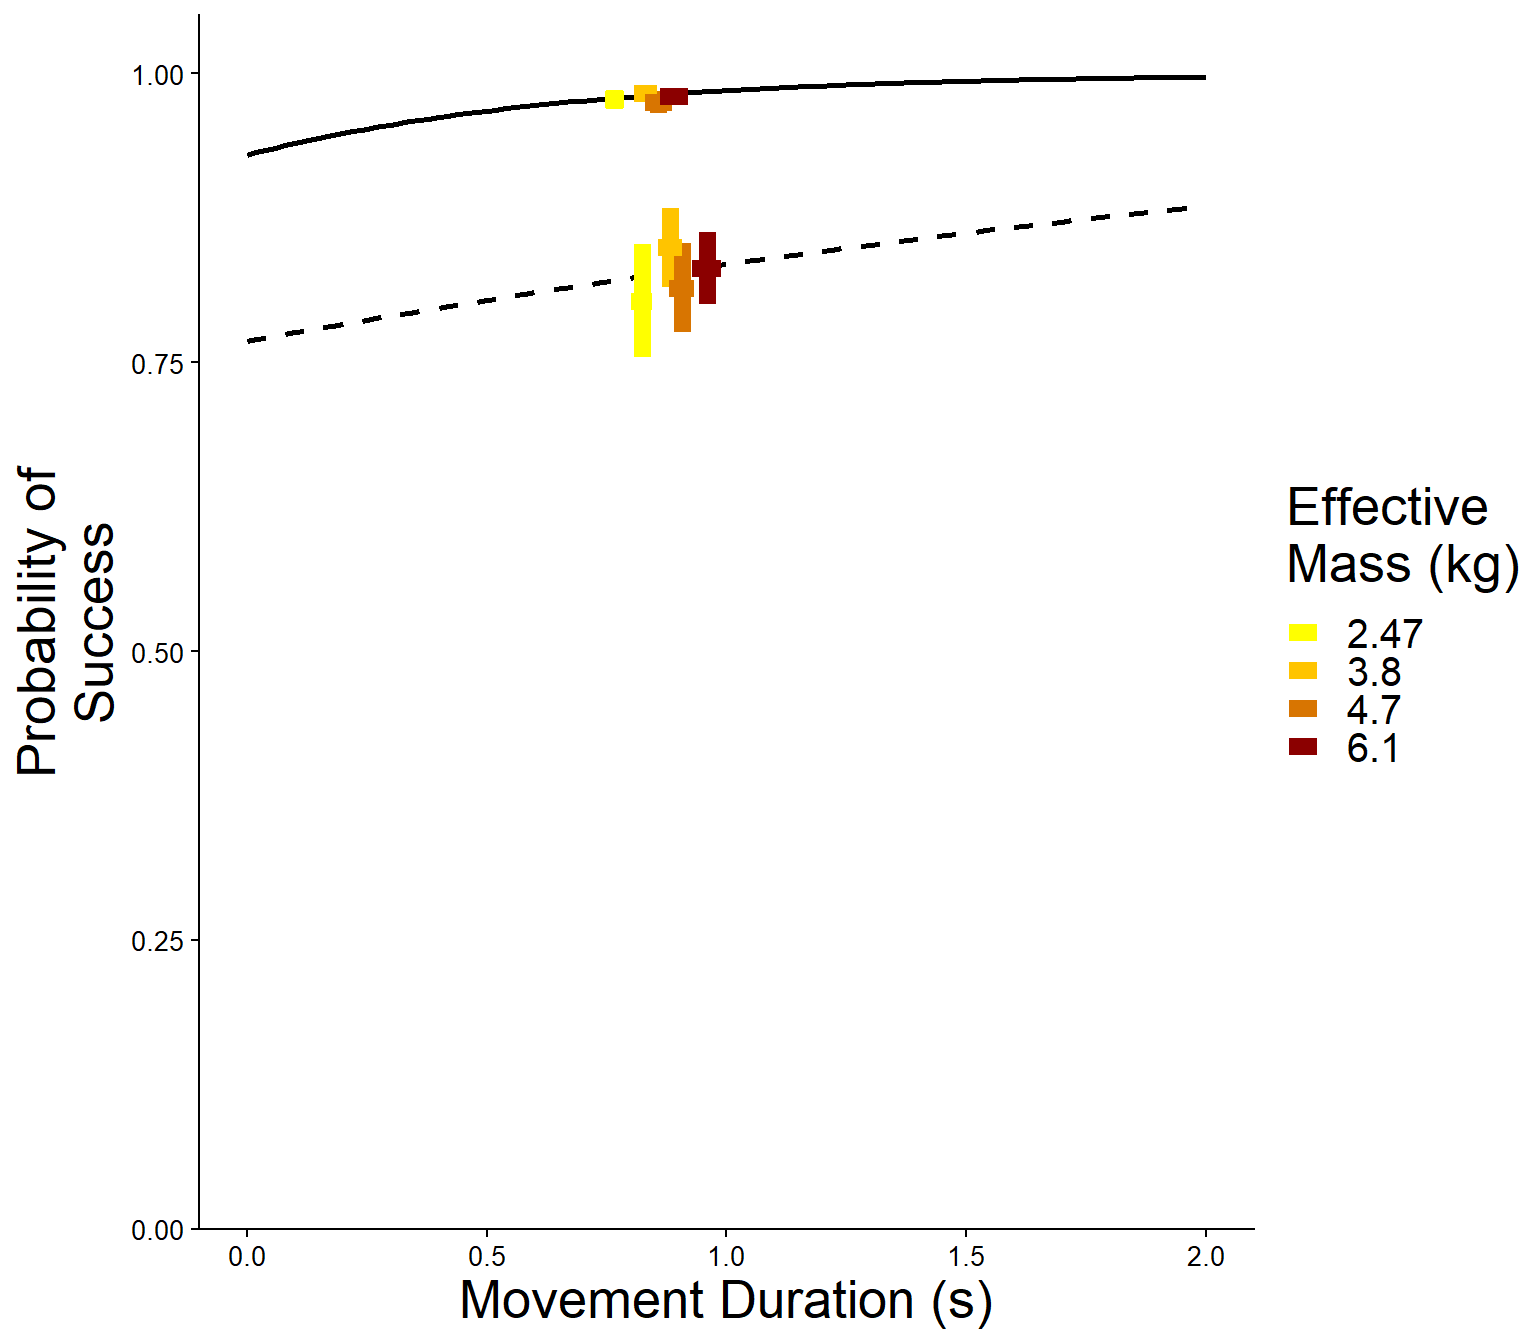 Probability of
Success
1.00
0.75
0.50
0.25
0.00
0.0
0.5
1.0
1.5
2.0
Movement Duration (s)
Effective
Mass (kg)
2.47
3.8
4.7
6.1